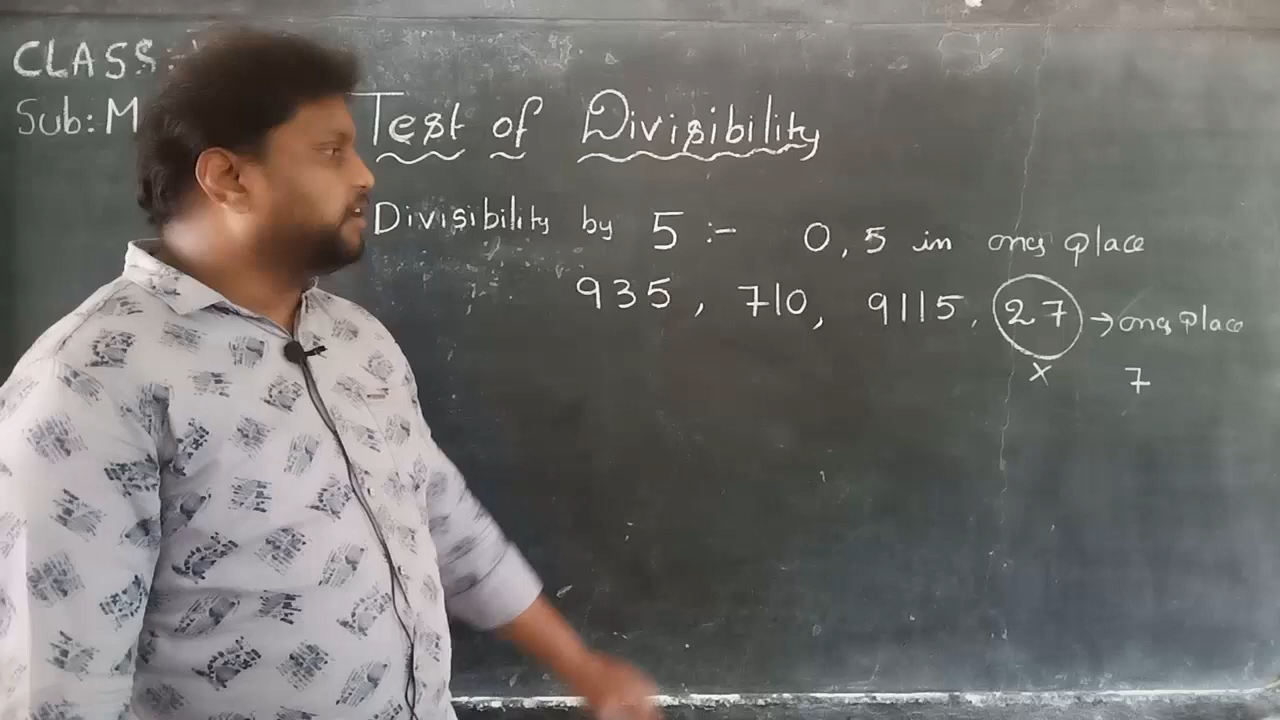 CLASS:
Sub: M
Test of Divisibility
Divisibility by 5 :- 0, 5 in ones place
935, 710, 9115, 27 → ones place
x 7